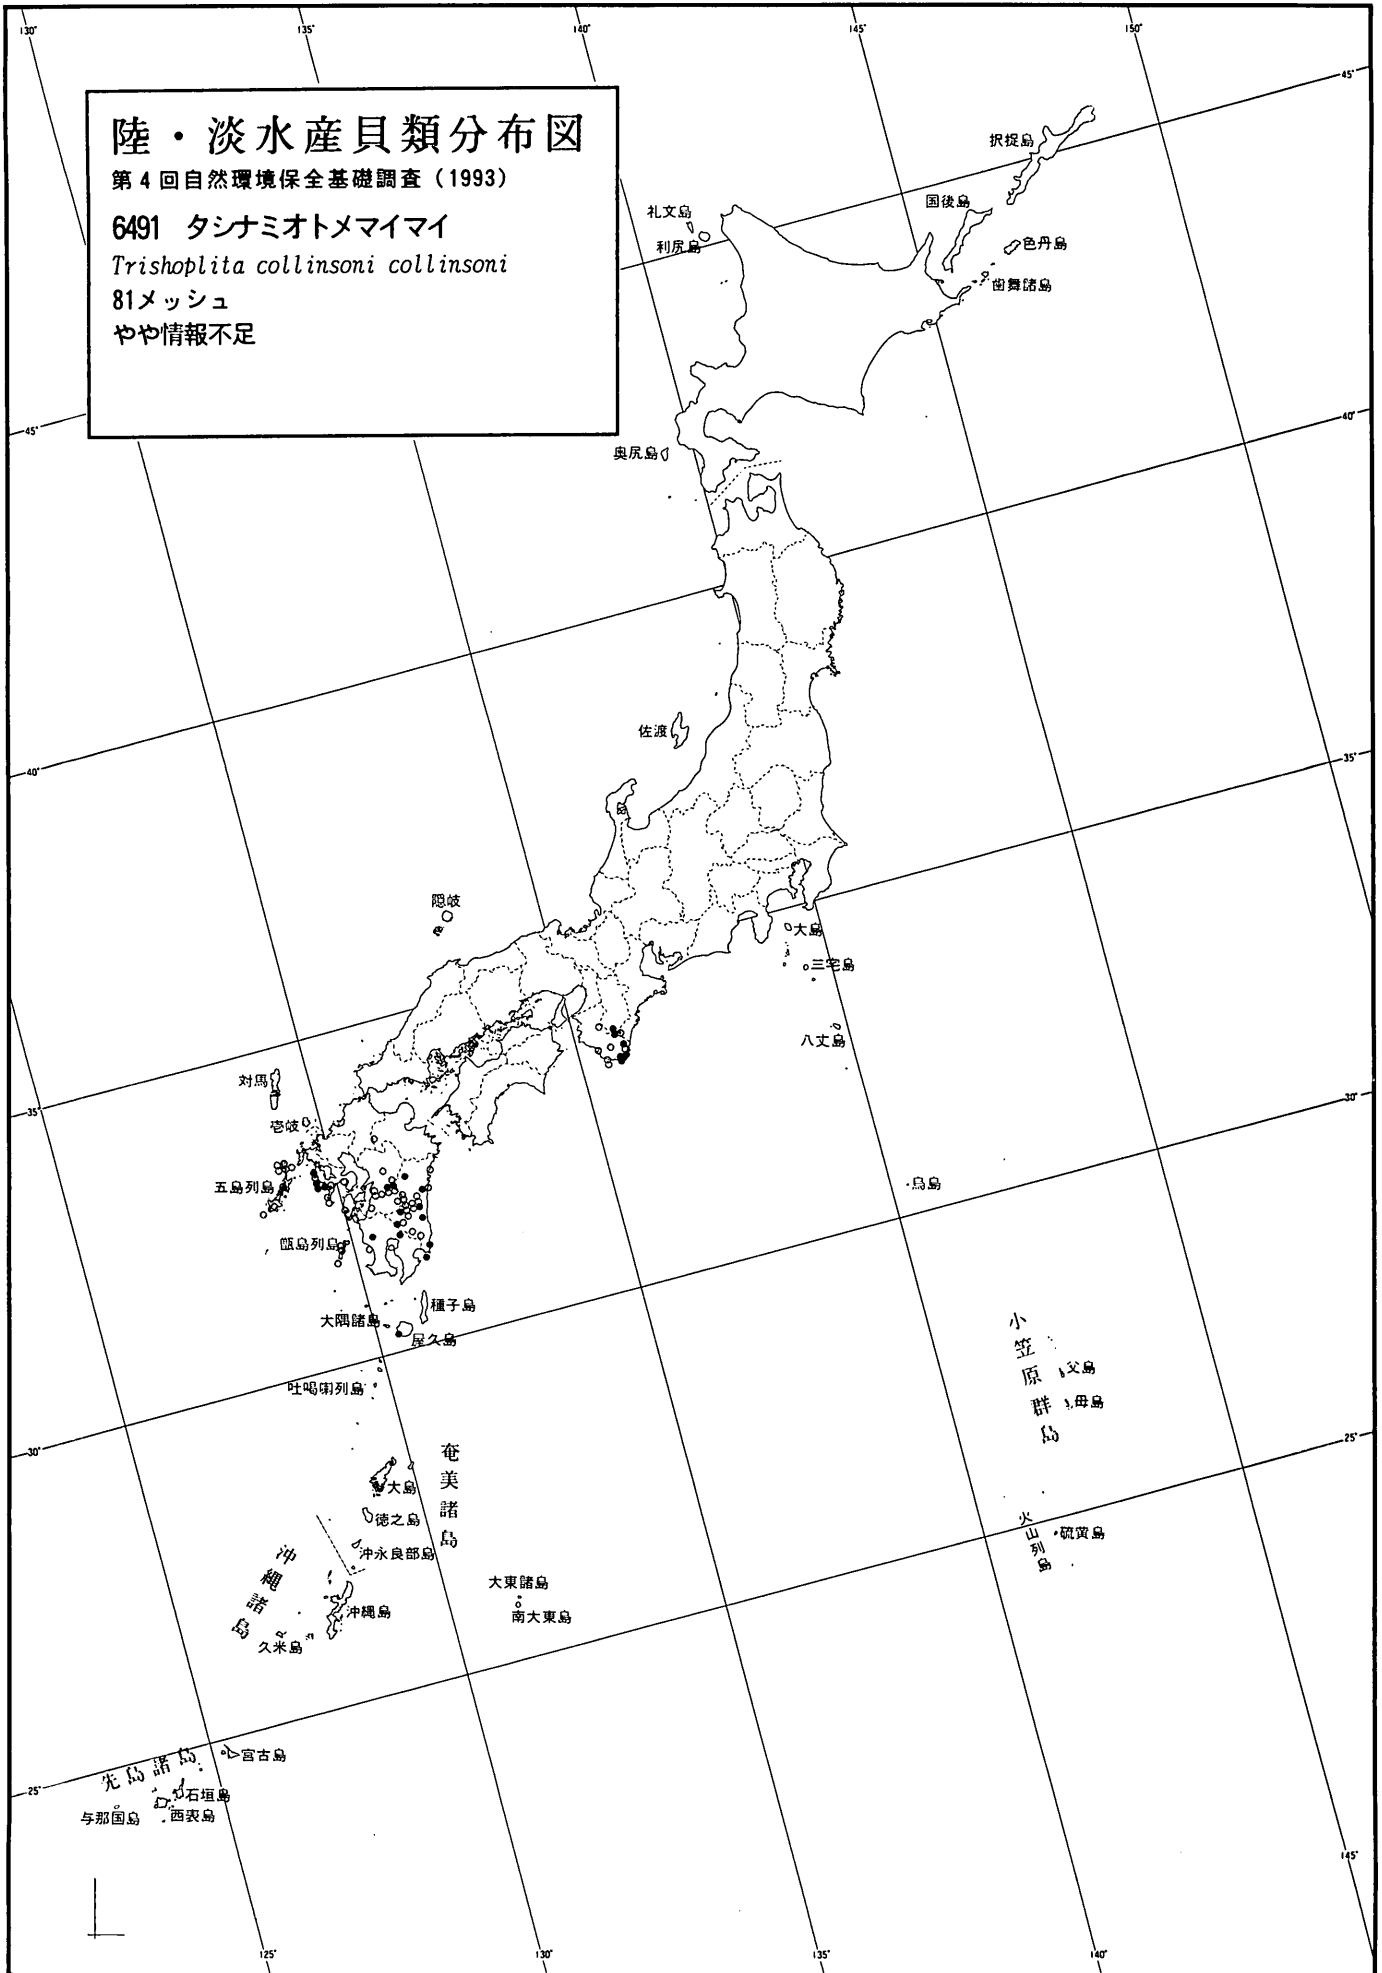 130°
135°
140°
145°
150°
陸・淡水産貝類分布図
第4回自然環境保全基礎調査（1993）
6491 タシナミオトメマイマイ
Trishoplita collinsoni collinsoni
81メッシュ
やや情報不足
45°
択捉島
国後島
色丹島
歯舞諸島
礼文島
利尻島
40°
45°
奥尻島
佐渡
35°
40°
隠岐
大島
三宅島
八丈島
対馬
壱岐
30°
35°
五島列島
鳥島
甑島列島
種子島
大隅諸島
屋久島
吐噶喇列島
小笠原群島
父島
母島
25°
30°
奄美諸島
大島
徳之島
沖永良部島
火山列島
硫黄島
沖縄諸島
沖縄島
久米島
大東諸島
南大東島
先島諸島
宮古島
石垣島
西表島
与那国島
25°
145°
125°
130°
135°
140°